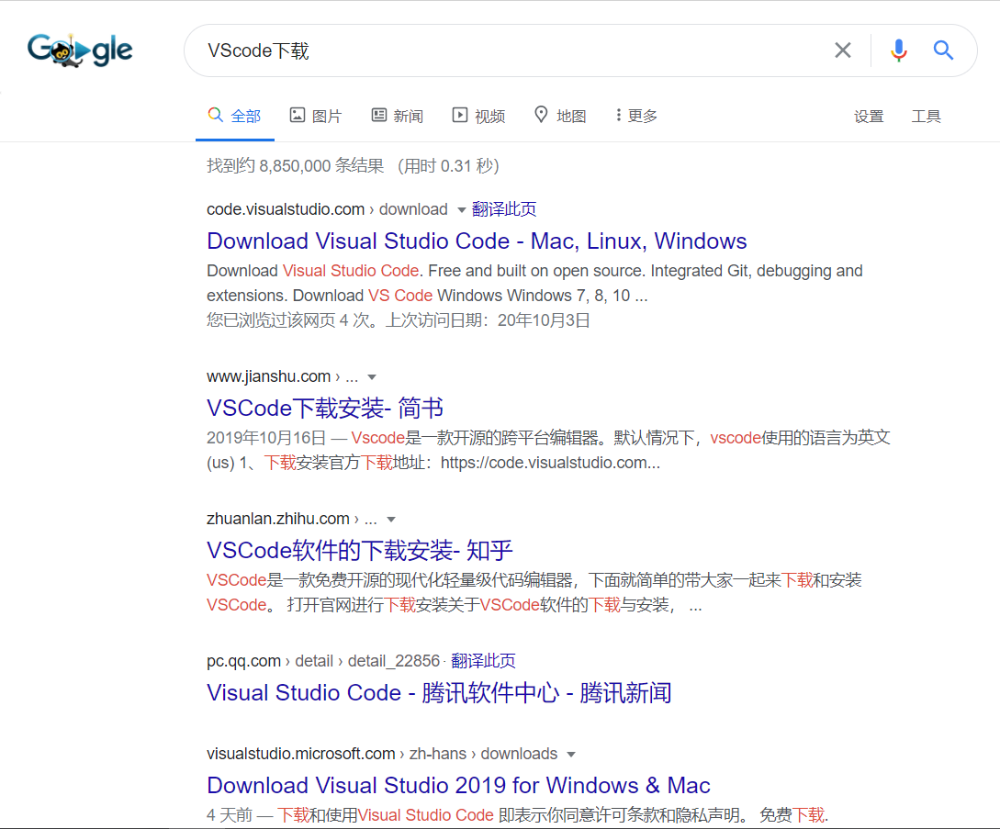 Google
VScode下载
全部 图片 新闻 视频 地图 更多 设置 工具
找到约 8,850,000 条结果 （用时 0.31 秒）
code.visualstudio.com › download 翻译此页
Download Visual Studio Code - Mac, Linux, Windows
Download Visual Studio Code. Free and built on open source. Integrated Git, debugging and
extensions. Download VS Code Windows Windows 7, 8, 10 ...
您已浏览过该网页 4 次。上次访问日期：20年10月3日
www.jianshu.com › ...
VSCode下载安装- 简书
2019年10月16日 — Vscode是一款开源的跨平台编辑器。默认情况下，vscode使用的语言为英文
(us) 1、下载安装官方下载地址：https://code.visualstudio.com...
zhuanlan.zhihu.com › ...
VSCode软件的下载安装- 知乎
VSCode是一款免费开源的现代化轻量级代码编辑器，下面就简单的带大家一起来下载和安装
VSCode。 打开官网进行下载安装关于VSCode软件的下载与安装， ...
pc.qq.com › detail › detail_22856 · 翻译此页
Visual Studio Code - 腾讯软件中心 - 腾讯新闻
visualstudio.microsoft.com › zh-hans › downloads
Download Visual Studio 2019 for Windows & Mac
4 天前 — 下载和使用Visual Studio Code 即表示你同意许可条款和隐私声明。 免费下载.